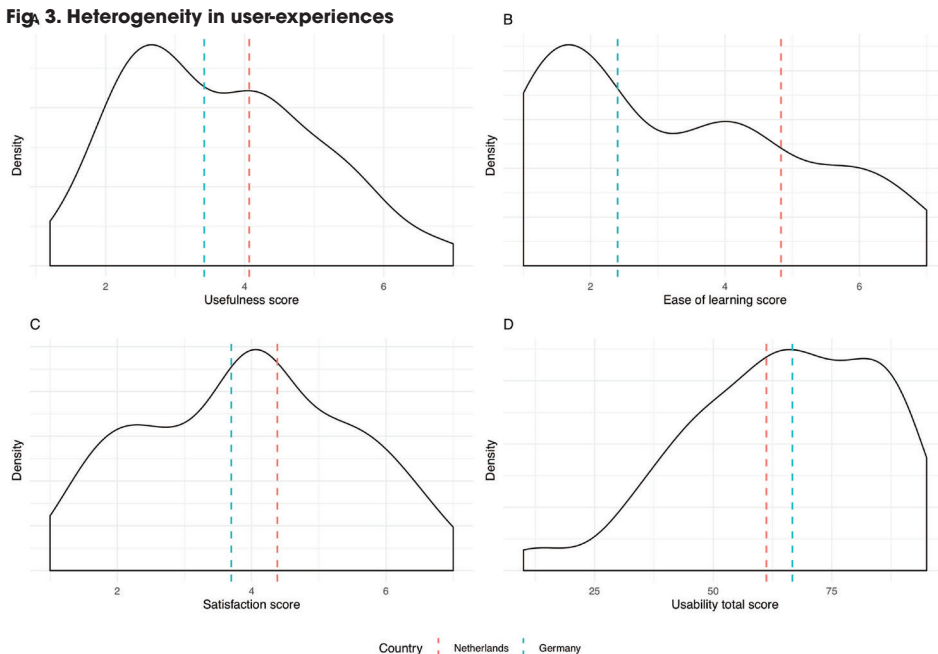 Fig. 3. Heterogeneity in user-experiences
A
B
Density
Density
2 4 6
2 4 6
Usefulness score
Ease of learning score
C
D
Density
Density
2 4 6
25 50 75
Satisfaction score
Usability total score
Country Netherlands Germany